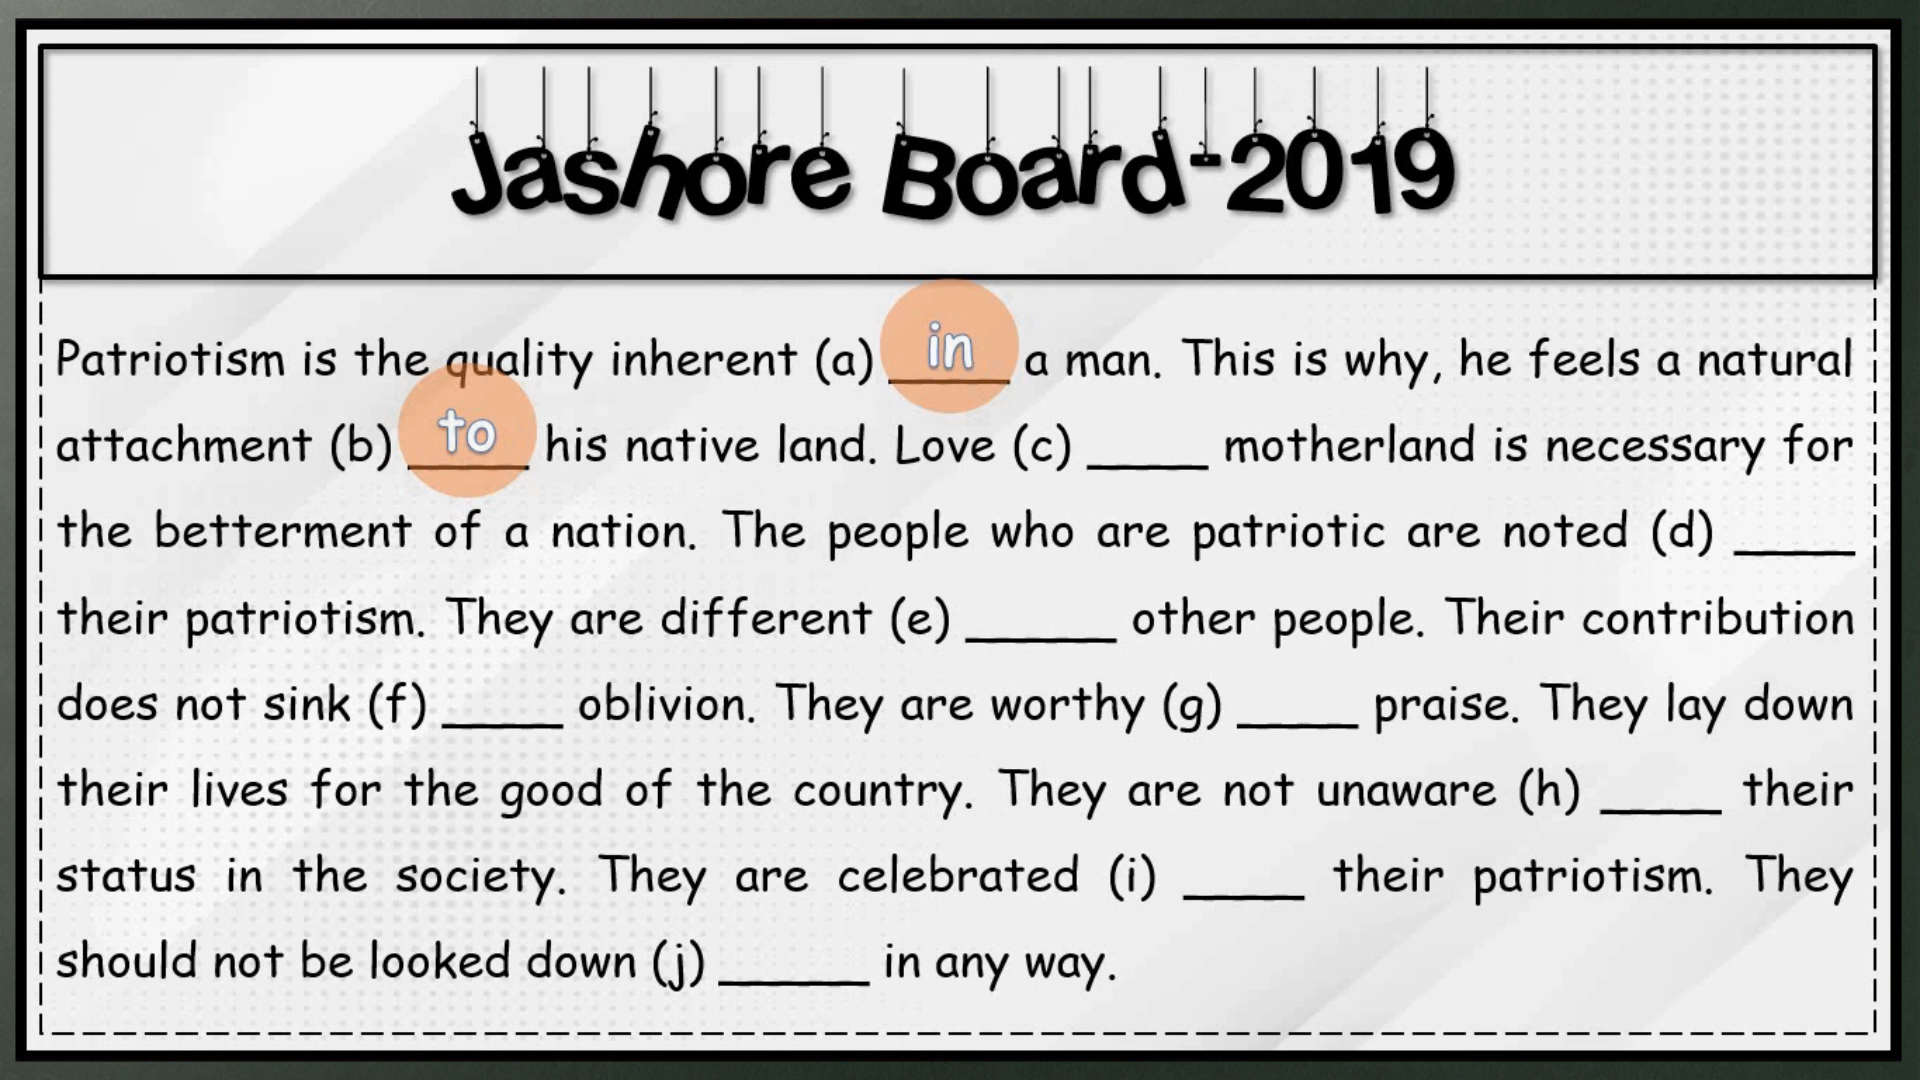 Jashore Board-2019
Patriotism is the quality inherent (a) in a man. This is why, he feels a natural
attachment (b) to his native land. Love (c) ____ motherland is necessary for
the betterment of a nation. The people who are patriotic are noted (d) ____
their patriotism. They are different (e) _____ other people. Their contribution
does not sink (f) ____ oblivion. They are worthy (g) ____ praise. They lay down
their lives for the good of the country. They are not unaware (h) ____ their
status in the society. They are celebrated (i) ____ their patriotism. They
should not be looked down (j) _____ in any way.